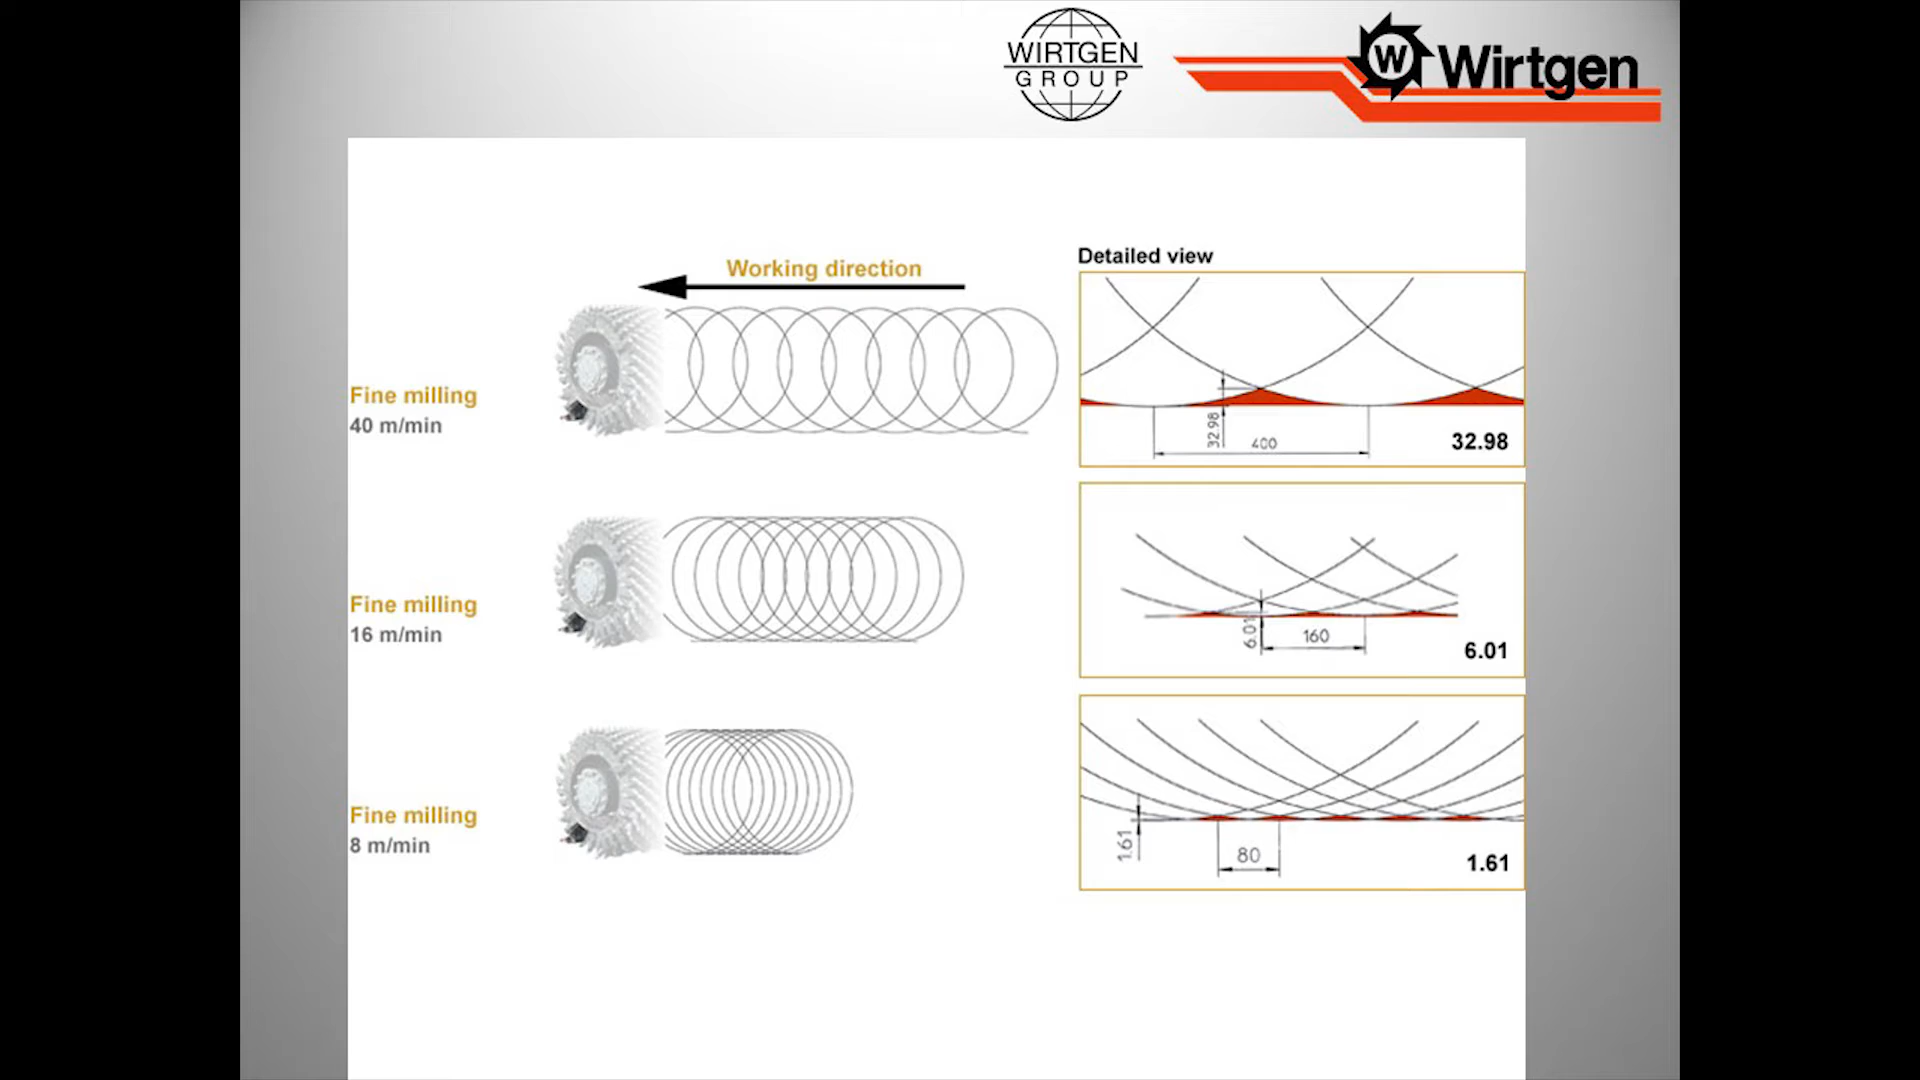 WIRTGEN
GROUP
W
Wirtgen
Working direction
Detailed view
Fine milling
40 m/min
32.98
400
32.98
Fine milling
16 m/min
6.01
160
6.01
Fine milling
8 m/min
1.61
80
1.61